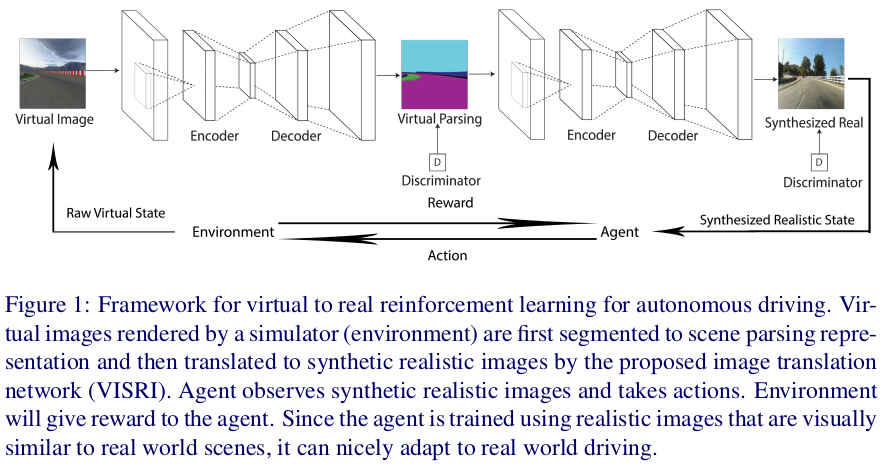 Virtual Image
Encoder
Decoder
Virtual Parsing
Encoder
Decoder
Synthesized Real
D
Discriminator
D
Discriminator
Raw Virtual State
Reward
Synthesized Realistic State
Environment
Agent
Action
Figure 1: Framework for virtual to real reinforcement learning for autonomous driving. Vir-
tual images rendered by a simulator (environment) are first segmented to scene parsing repre-
sentation and then translated to synthetic realistic images by the proposed image translation
network (VISRI). Agent observes synthetic realistic images and takes actions. Environment
will give reward to the agent. Since the agent is trained using realistic images that are visually
similar to real world scenes, it can nicely adapt to real world driving.